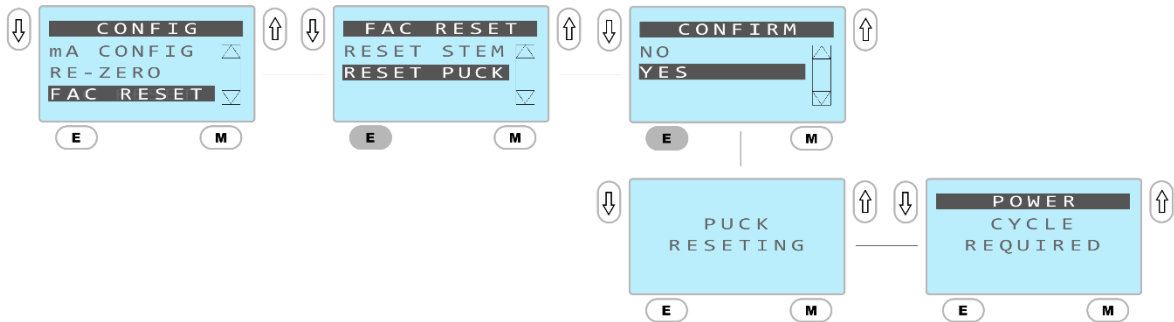 CONFIG
mA CONFIG
RE-ZERO
FAC RESET
E
M
FAC RESET
RESET STEM
RESET PUCK
E
M
CONFIRM
NO
YES
E
M
PUCK
RESETING
E
M
POWER
CYCLE
REQUIRED
E
M